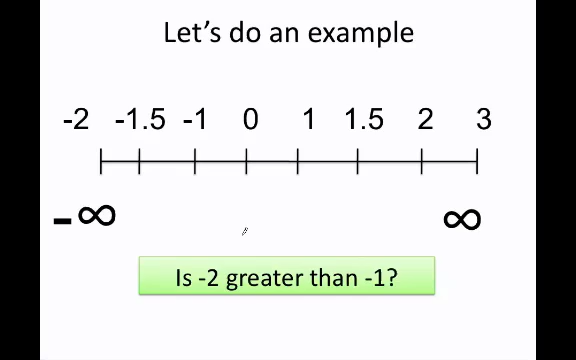 Let's do an example
-2 -1.5 -1 0 1 1.5 2 3
-∞ ∞
Is -2 greater than -1?